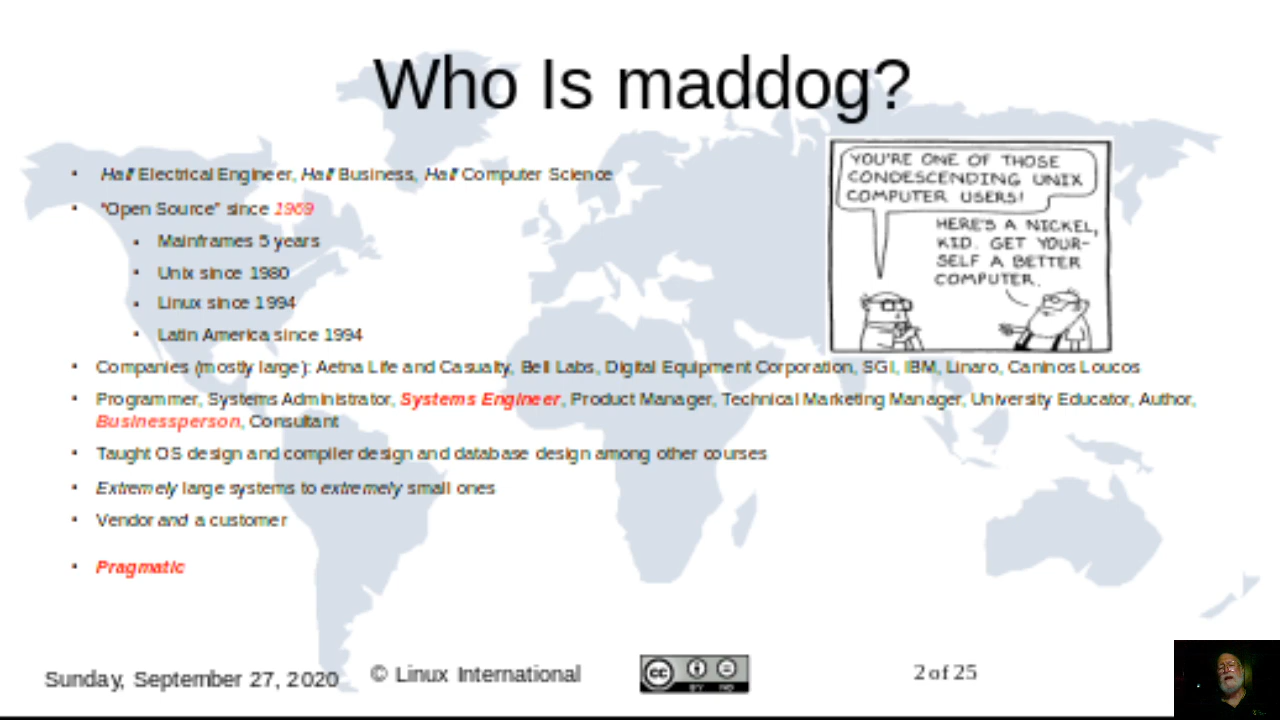 Who Is maddog?
Half Electrical Engineer, Half Business, Half Computer Science
"Open Source" since 1969
Mainframes 5 years
Unix since 1980
Linux since 1994
Latin America since 1994
YOU'RE ONE OF THOSE
CONDESCENDING UNIX
COMPUTER USERS!
HERE'S A NICKEL,
KID. GET YOUR-
SELF A BETTER
COMPUTER.
Companies (mostly large): Aetna Life and Casualty, Bell Labs, Digital Equipment Corporation, SGI, IBM, Linaro, Caninos Loucos
Programmer, Systems Administrator, Systems Engineer, Product Manager, Technical Marketing Manager, University Educator, Author,
Businessperson, Consultant
Taught OS design and compiler design and database design among other courses
Extremely large systems to extremely small ones
Vendor and a customer
Pragmatic
Sunday, September 27, 2020
© Linux International
cc BY ND
2 of 25